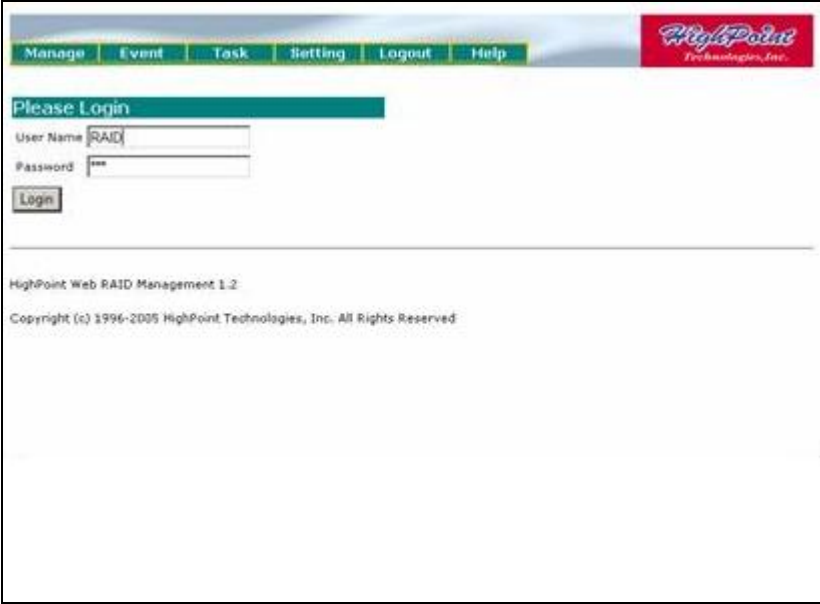 Manage Event Task Setting Logout Help
HighPoint
Technologies, Inc.
Please Login
User Name RAID
Password ***
Login
HighPoint Web RAID Management 1.2
Copyright (c) 1996-2005 HighPoint Technologies, Inc. All Rights Reserved